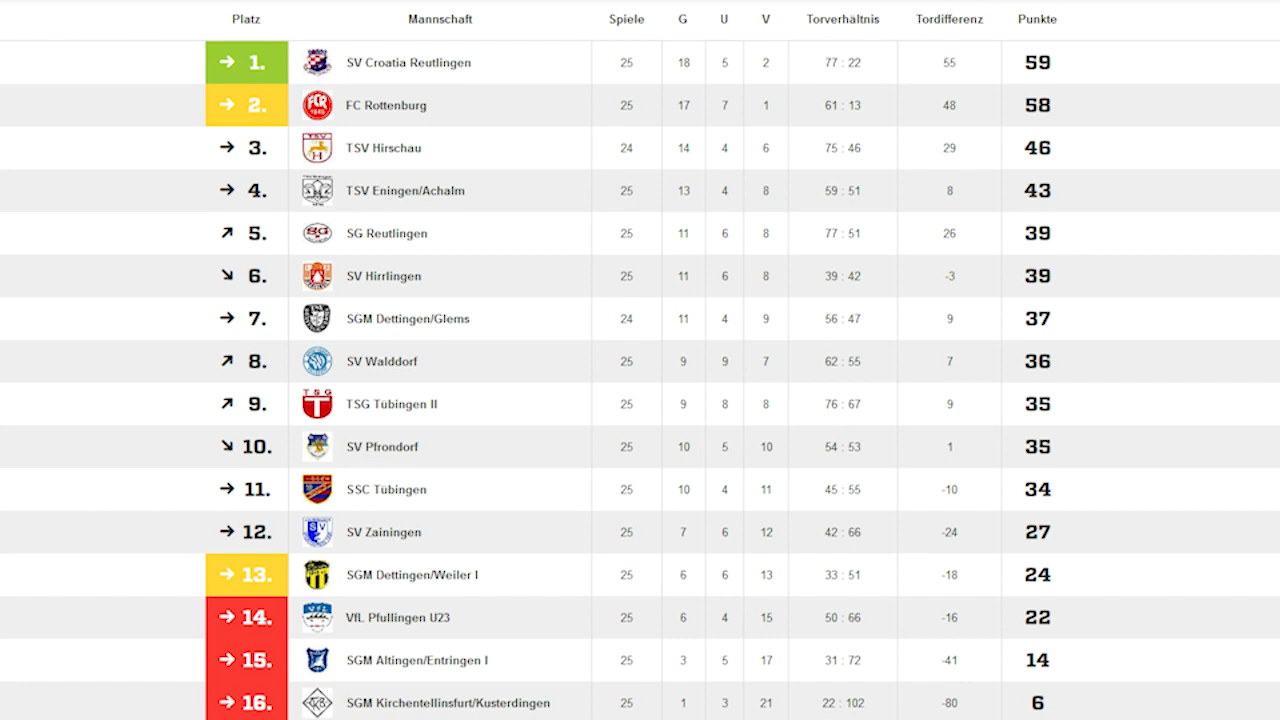 Platz Mannschaft Spiele G U V Torverhältnis Tordifferenz Punkte
→ 1. SV Croatia Reutlingen 25 18 5 2 77 : 22 55 59
→ 2. FCR 1946 FC Rottenburg 25 17 7 1 61 : 13 48 58
→ 3. TSV H TSV Hirschau 24 14 4 6 75 : 46 29 46
→ 4. TSV Eningen/Achalm 25 13 4 8 59 : 51 8 43
↗ 5. SG SG Reutlingen 25 11 6 8 77 : 51 26 39
↘ 6. SV Hirrlingen 25 11 6 8 39 : 42 -3 39
→ 7. SGM Dettingen/Glems 24 11 4 9 56 : 47 9 37
↗ 8. SV Walddorf 25 9 9 7 62 : 55 7 36
↗ 9. TSG T TSG Tübingen II 25 9 8 8 76 : 67 9 35
↘ 10. SV Pfrondorf 25 10 5 10 54 : 53 1 35
→ 11. SSC SSC Tübingen 25 10 4 11 45 : 55 -10 34
→ 12. SV SV Zainingen 25 7 6 12 42 : 66 -24 27
→ 13. SGM Dettingen/Weiler I 25 6 6 13 33 : 51 -18 24
→ 14. VfL VfL Pfullingen U23 25 6 4 15 50 : 66 -16 22
→ 15. SGM Altingen/Entringen I 25 3 5 17 31 : 72 -41 14
→ 16. SGM Kirchentellinsfurt/Kusterdingen 25 1 3 21 22 : 102 -80 6